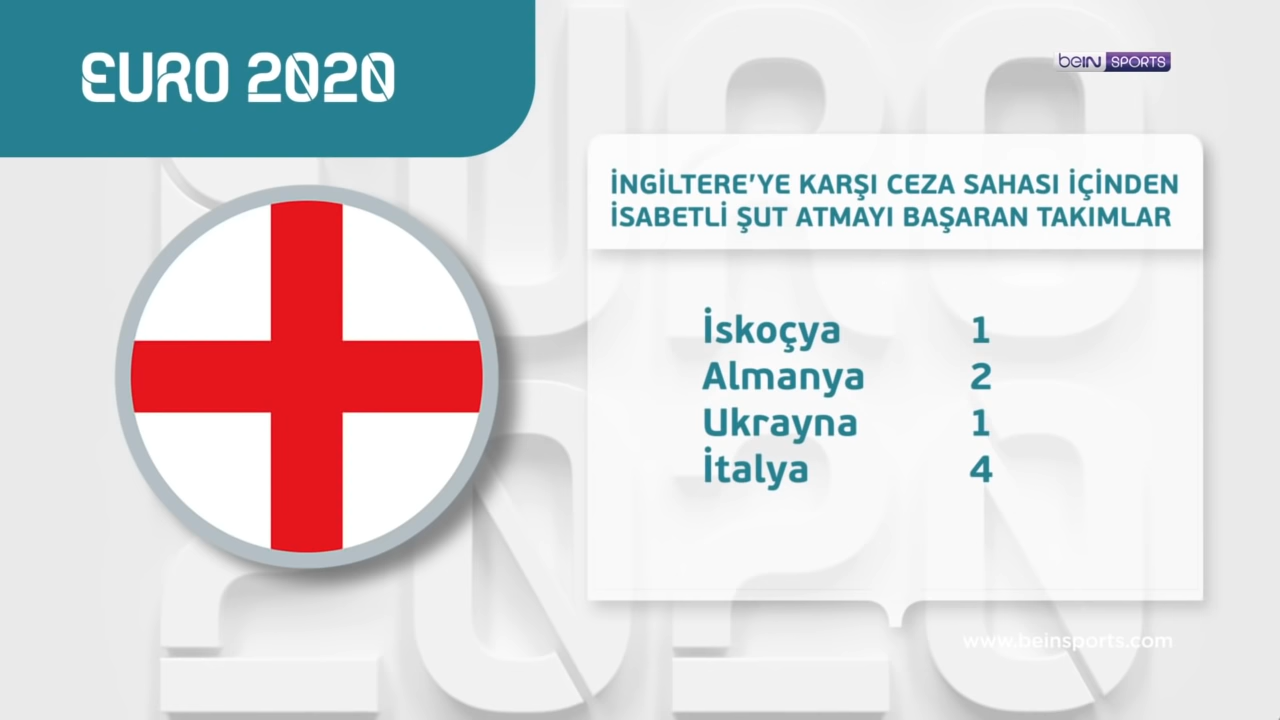 EURO 2020
beIN SPORTS
İNGİLTERE'YE KARŞI CEZA SAHASI İÇİNDEN
İSABETLİ ŞUT ATMAYI BAŞARAN TAKIMLAR
İskoçya 1
Almanya 2
Ukrayna 1
İtalya 4
www.beinsports.com